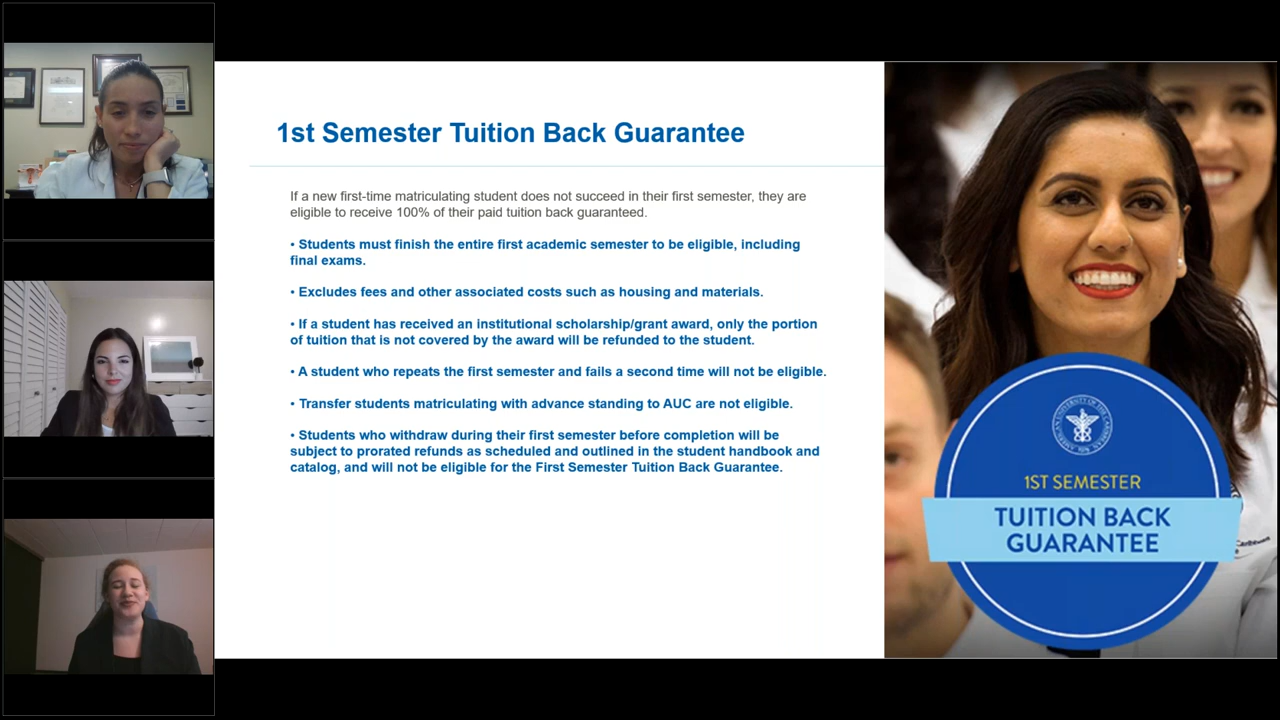 1st Semester Tuition Back Guarantee
If a new first-time matriculating student does not succeed in their first semester, they are
eligible to receive 100% of their paid tuition back guaranteed.
• Students must finish the entire first academic semester to be eligible, including
final exams.
• Excludes fees and other associated costs such as housing and materials.
• If a student has received an institutional scholarship/grant award, only the portion
of tuition that is not covered by the award will be refunded to the student.
• A student who repeats the first semester and fails a second time will not be eligible.
• Transfer students matriculating with advance standing to AUC are not eligible.
• Students who withdraw during their first semester before completion will be
subject to prorated refunds as scheduled and outlined in the student handbook and
catalog, and will not be eligible for the First Semester Tuition Back Guarantee.
AMERICAN UNIVERSITY OF THE CARIBBEAN
1ST SEMESTER
TUITION BACK
GUARANTEE